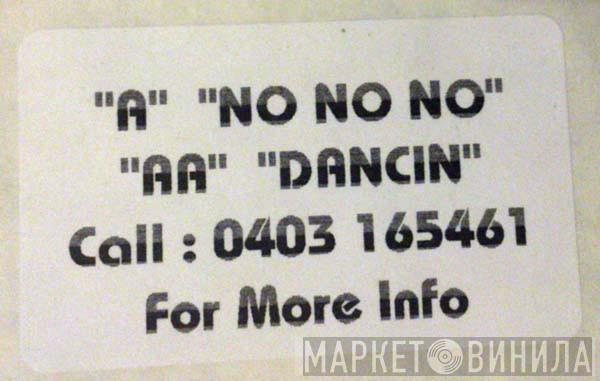 "A" "NO NO NO"
"AA" "DANCIN"
Call : 0403 165461
For More Info
МАРКЕТ ВИНИЛА